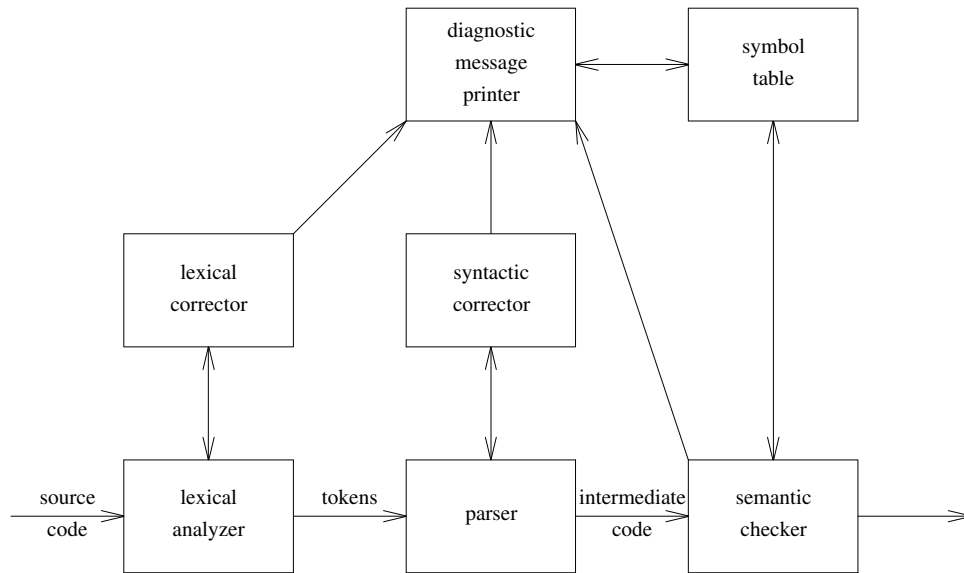 diagnostic
message
printer
symbol
table
lexical
corrector
syntactic
corrector
source
code
lexical
analyzer
tokens
parser
intermediate
code
semantic
checker